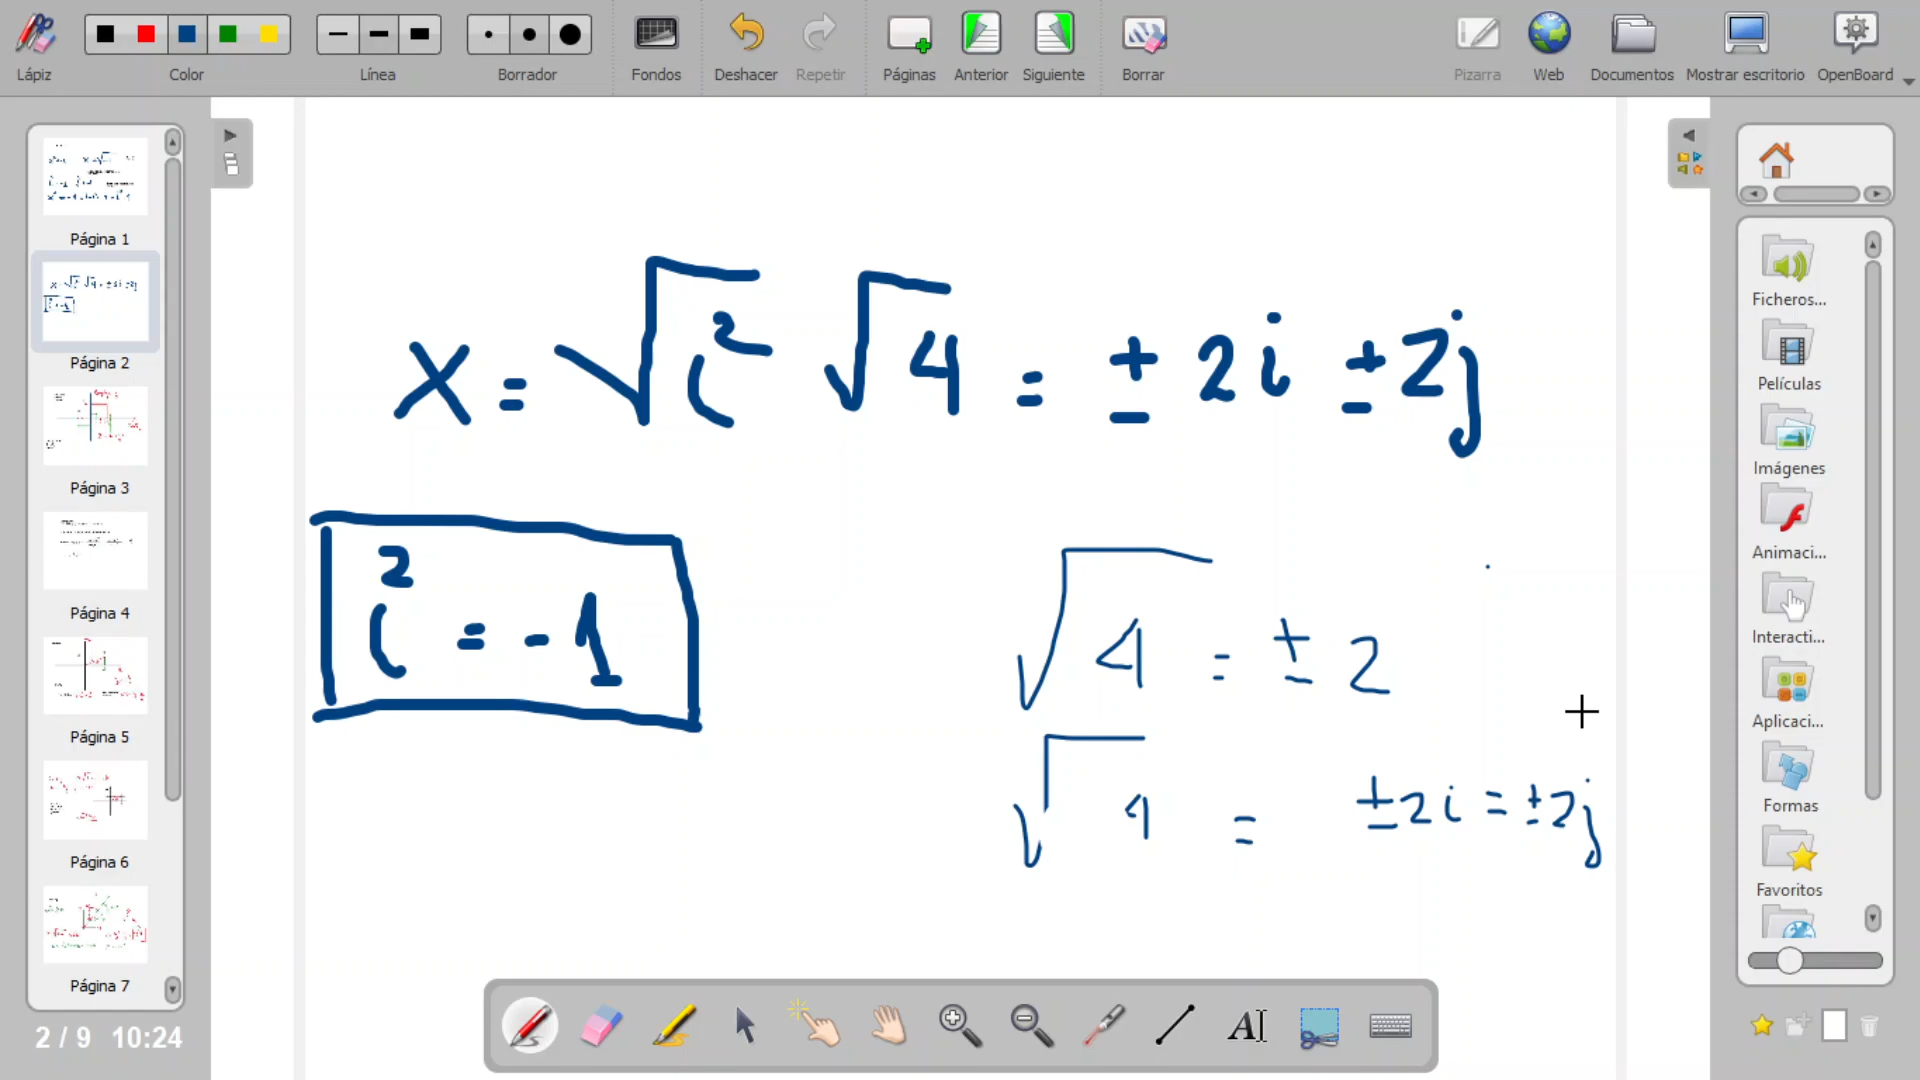 Lápiz
Color
Línea
Borrador
Fondos
Deshacer
Repetir
Páginas
Anterior
Siguiente
Borrar
Pizarra
Web
Documentos
Mostrar escritorio
OpenBoard
Página 1
Página 2
Página 3
Página 4
Página 5
Página 6
Página 7
2 / 9 10:24
x = √i² √4 = ± 2i ± 2j
i² = -1
√4 = ± 2
√4 = ±2i = ±2j
Ficheros...
Películas
Imágenes
Animaci...
Interacti...
Aplicaci...
Formas
Favoritos